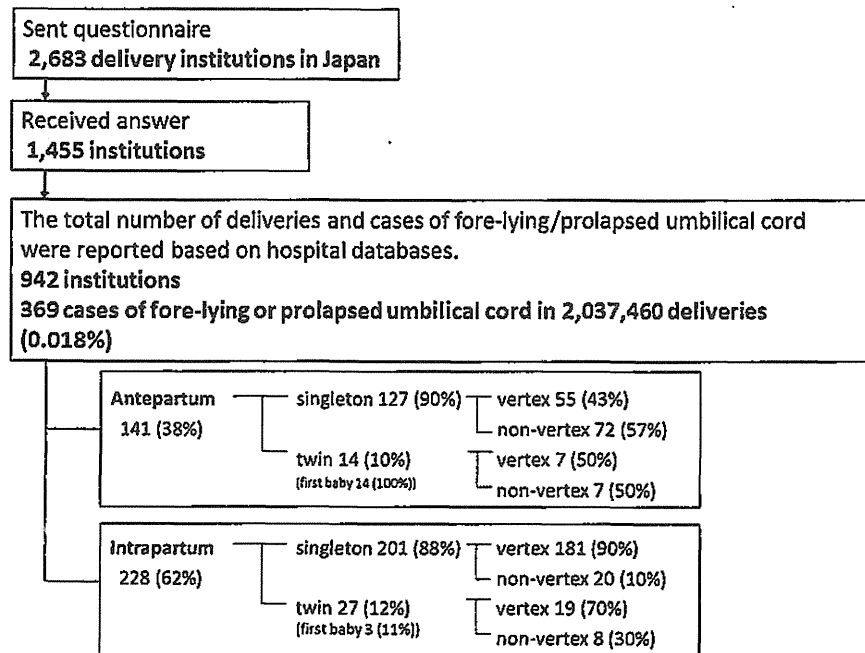 Sent questionnaire
2,683 delivery institutions in Japan
Received answer
1,455 institutions
The total number of deliveries and cases of fore-lying/prolapsed umbilical cord
were reported based on hospital databases.
942 institutions
369 cases of fore-lying or prolapsed umbilical cord in 2,037,460 deliveries
(0.018%)
Antepartum
141 (38%)
singleton 127 (90%)
vertex 55 (43%)
non-vertex 72 (57%)
twin 14 (10%)
(first baby 14 (100%))
vertex 7 (50%)
non-vertex 7 (50%)
Intrapartum
228 (62%)
singleton 201 (88%)
vertex 181 (90%)
non-vertex 20 (10%)
twin 27 (12%)
(first baby 3 (11%))
vertex 19 (70%)
non-vertex 8 (30%)